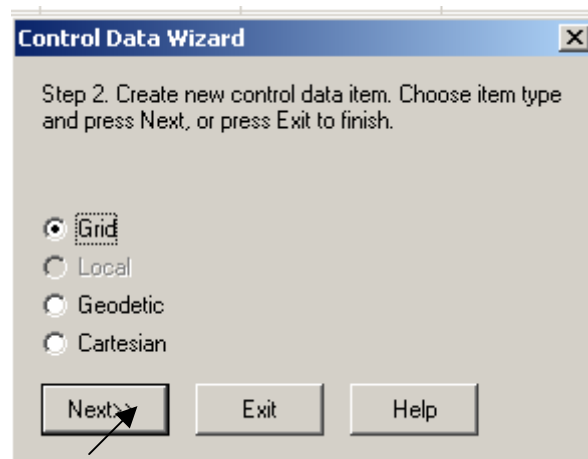 Control Data Wizard
Step 2. Create new control data item. Choose item type
and press Next, or press Exit to finish.
Grid
Local
Geodetic
Cartesian
Next>>
Exit
Help